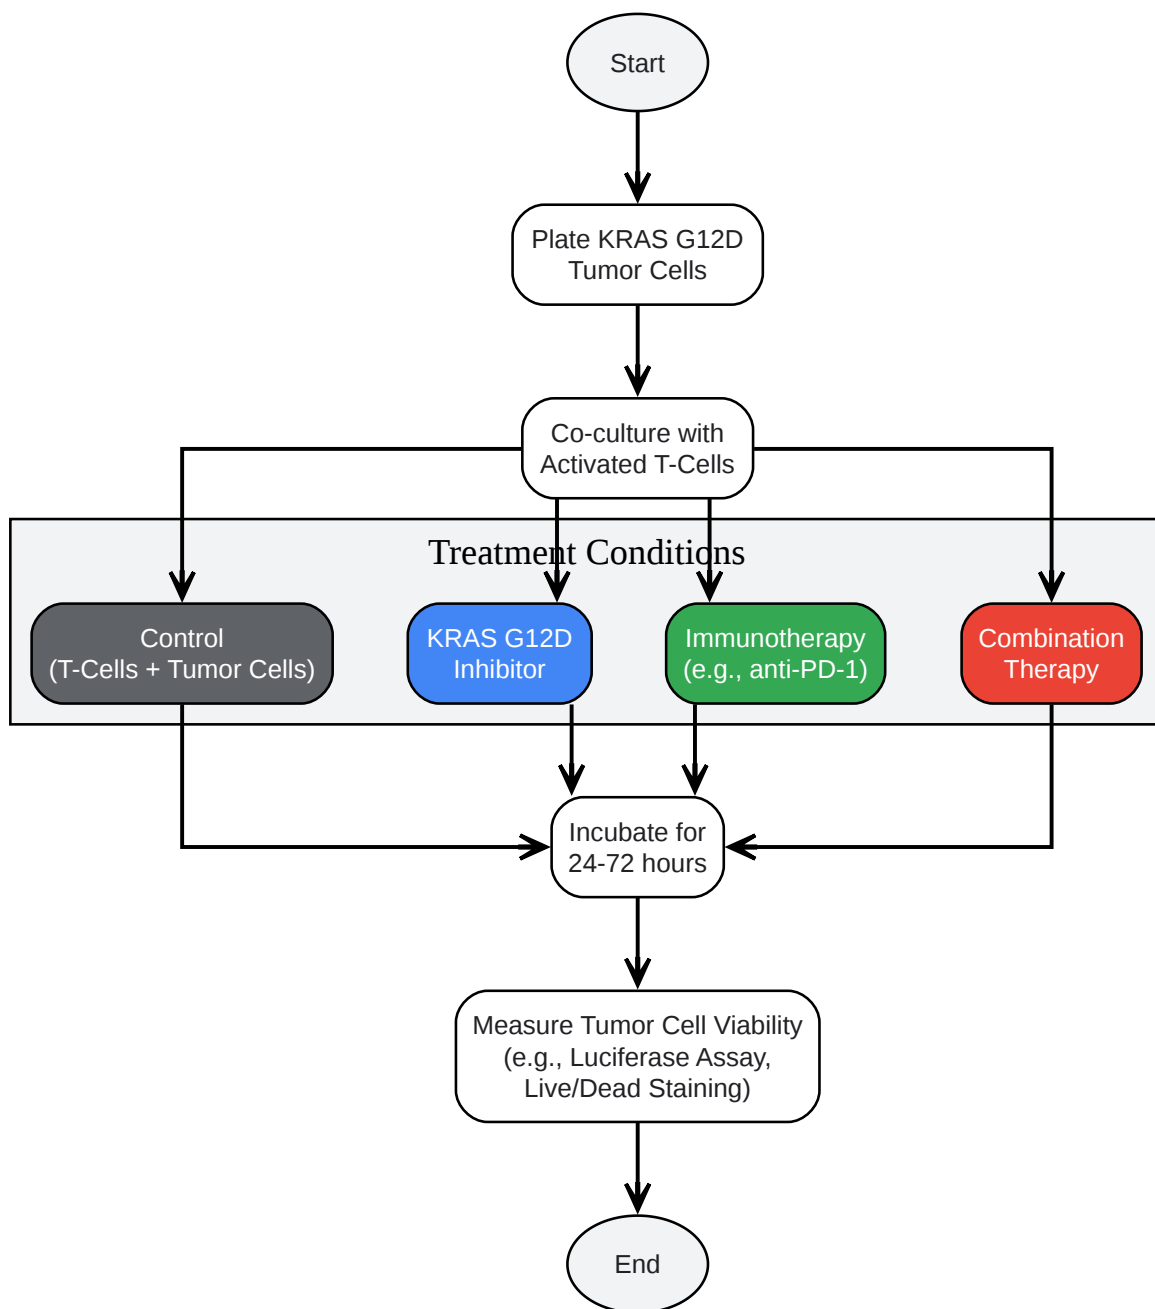 Start
Plate KRAS G12D
Tumor Cells
Co-culture with
Activated T-Cells
Treatment Conditions
Control
(T-Cells + Tumor Cells)
KRAS G12D
Inhibitor
Immunotherapy
(e.g., anti-PD-1)
Combination
Therapy
Incubate for
24-72 hours
Measure Tumor Cell Viability
(e.g., Luciferase Assay,
Live/Dead Staining)
End